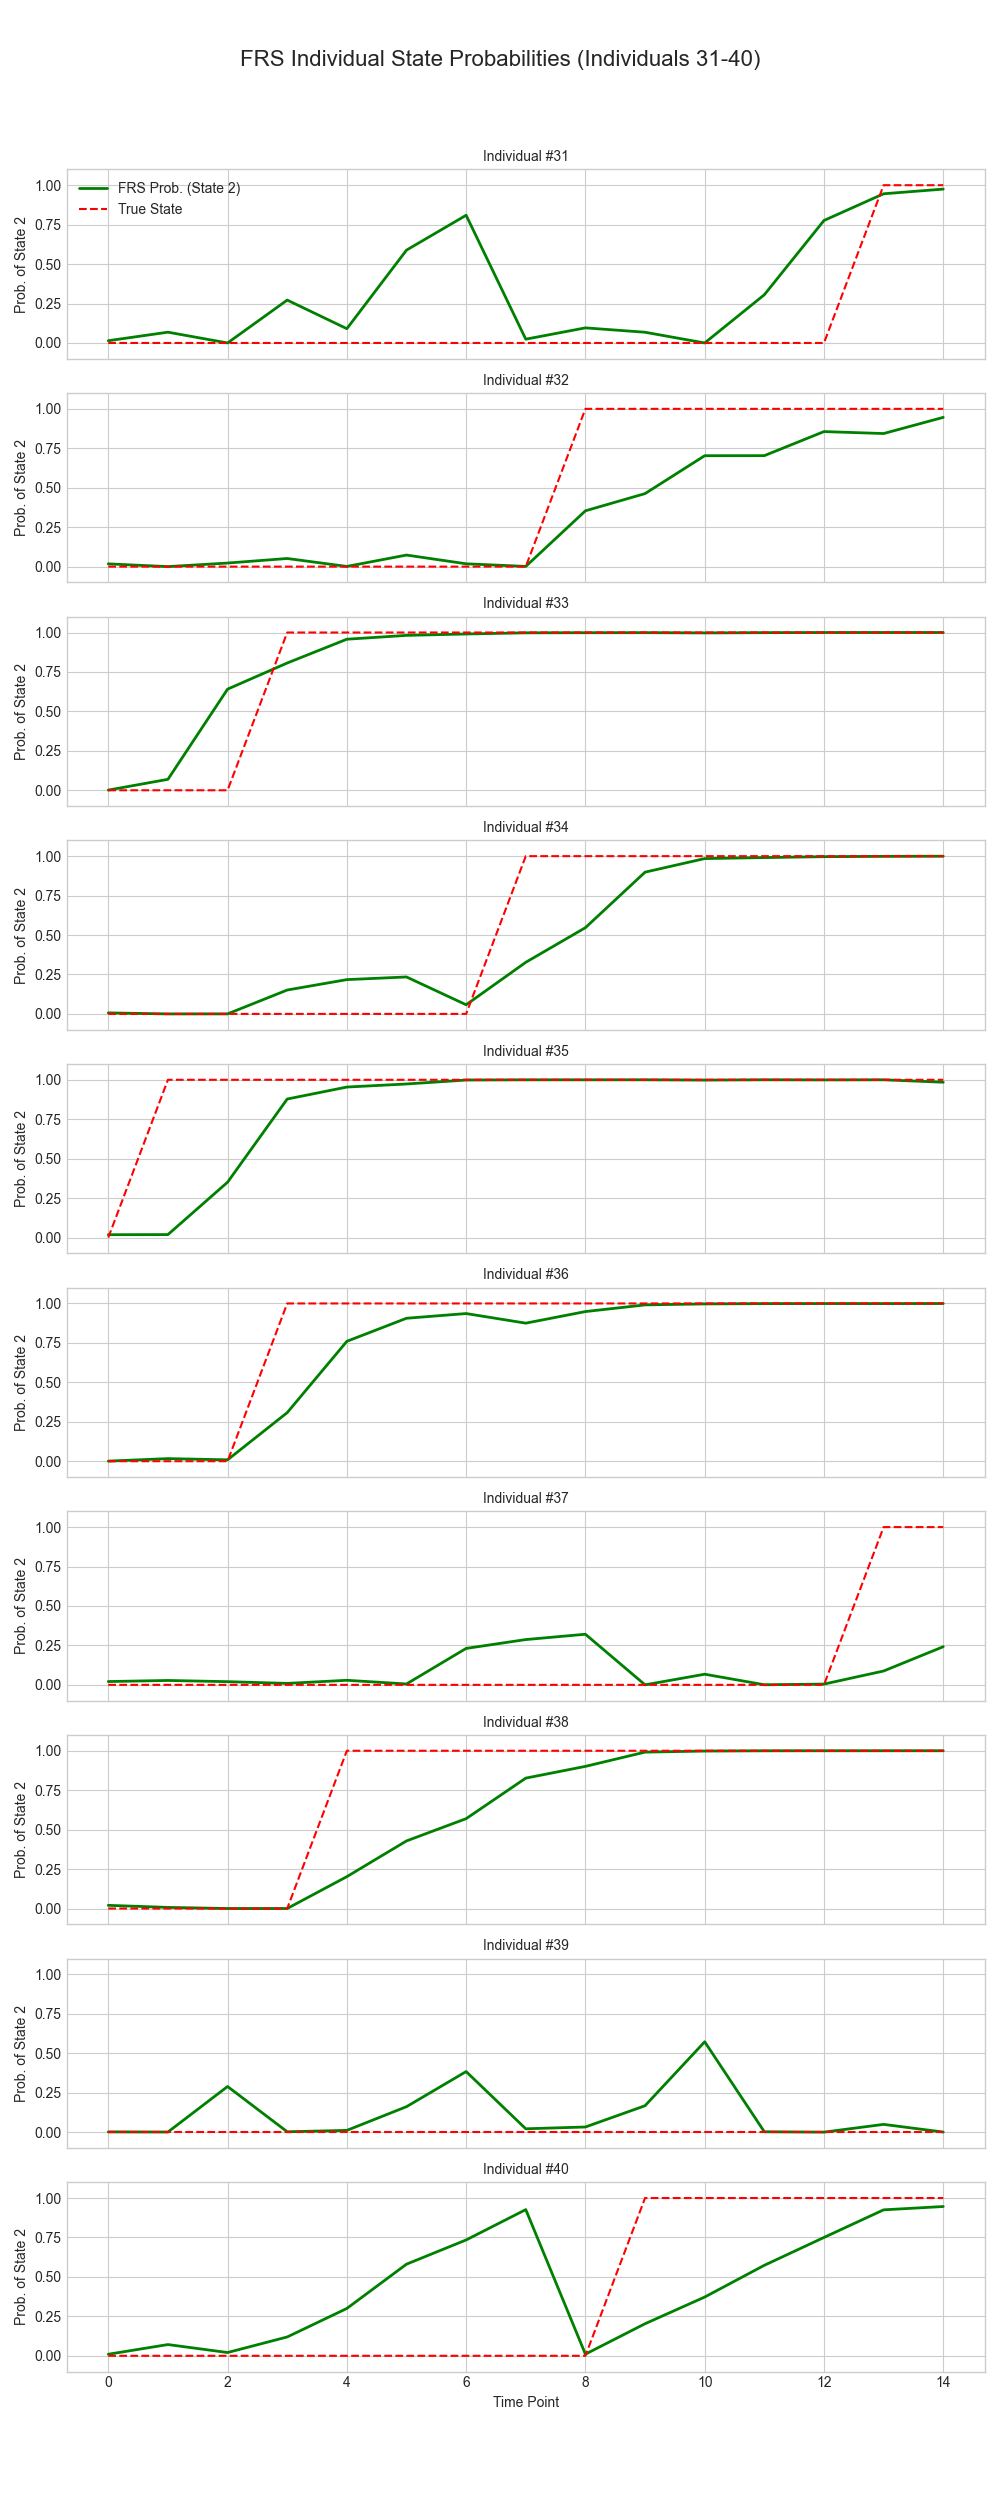 FRS Individual State Probabilities (Individuals 31-40)
Individual #31
FRS Prob. (State 2)
True State
Prob. of State 2
1.00
0.75
0.50
0.25
0.00
Individual #32
Prob. of State 2
1.00
0.75
0.50
0.25
0.00
Individual #33
Prob. of State 2
1.00
0.75
0.50
0.25
0.00
Individual #34
Prob. of State 2
1.00
0.75
0.50
0.25
0.00
Individual #35
Prob. of State 2
1.00
0.75
0.50
0.25
0.00
Individual #36
Prob. of State 2
1.00
0.75
0.50
0.25
0.00
Individual #37
Prob. of State 2
1.00
0.75
0.50
0.25
0.00
Individual #38
Prob. of State 2
1.00
0.75
0.50
0.25
0.00
Individual #39
Prob. of State 2
1.00
0.75
0.50
0.25
0.00
Individual #40
Prob. of State 2
1.00
0.75
0.50
0.25
0.00
0 2 4 6 8 10 12 14
Time Point